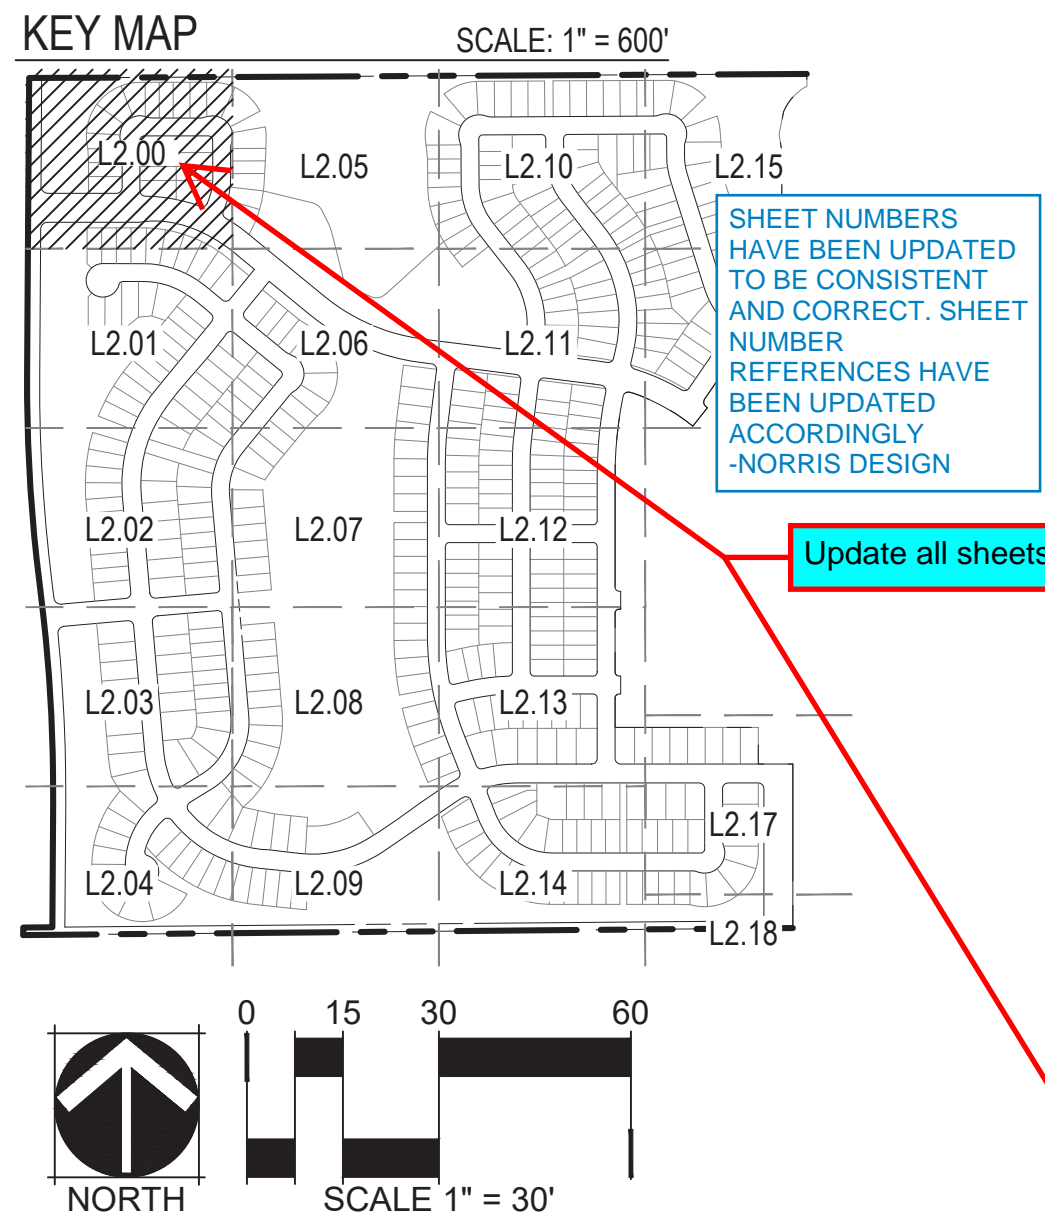 KEY MAP
SCALE: 1" = 600'
L2.00
L2.05
L2.10
L2.15
SHEET NUMBERS
HAVE BEEN UPDATED
TO BE CONSISTENT
AND CORRECT. SHEET
NUMBER
REFERENCES HAVE
BEEN UPDATED
ACCORDINGLY
-NORRIS DESIGN
L2.01
L2.06
L2.11
L2.02
L2.07
L2.12
Update all sheets
L2.03
L2.08
L2.13
L2.17
L2.04
L2.09
L2.14
L2.18
0 15 30 60
NORTH
SCALE 1" = 30'